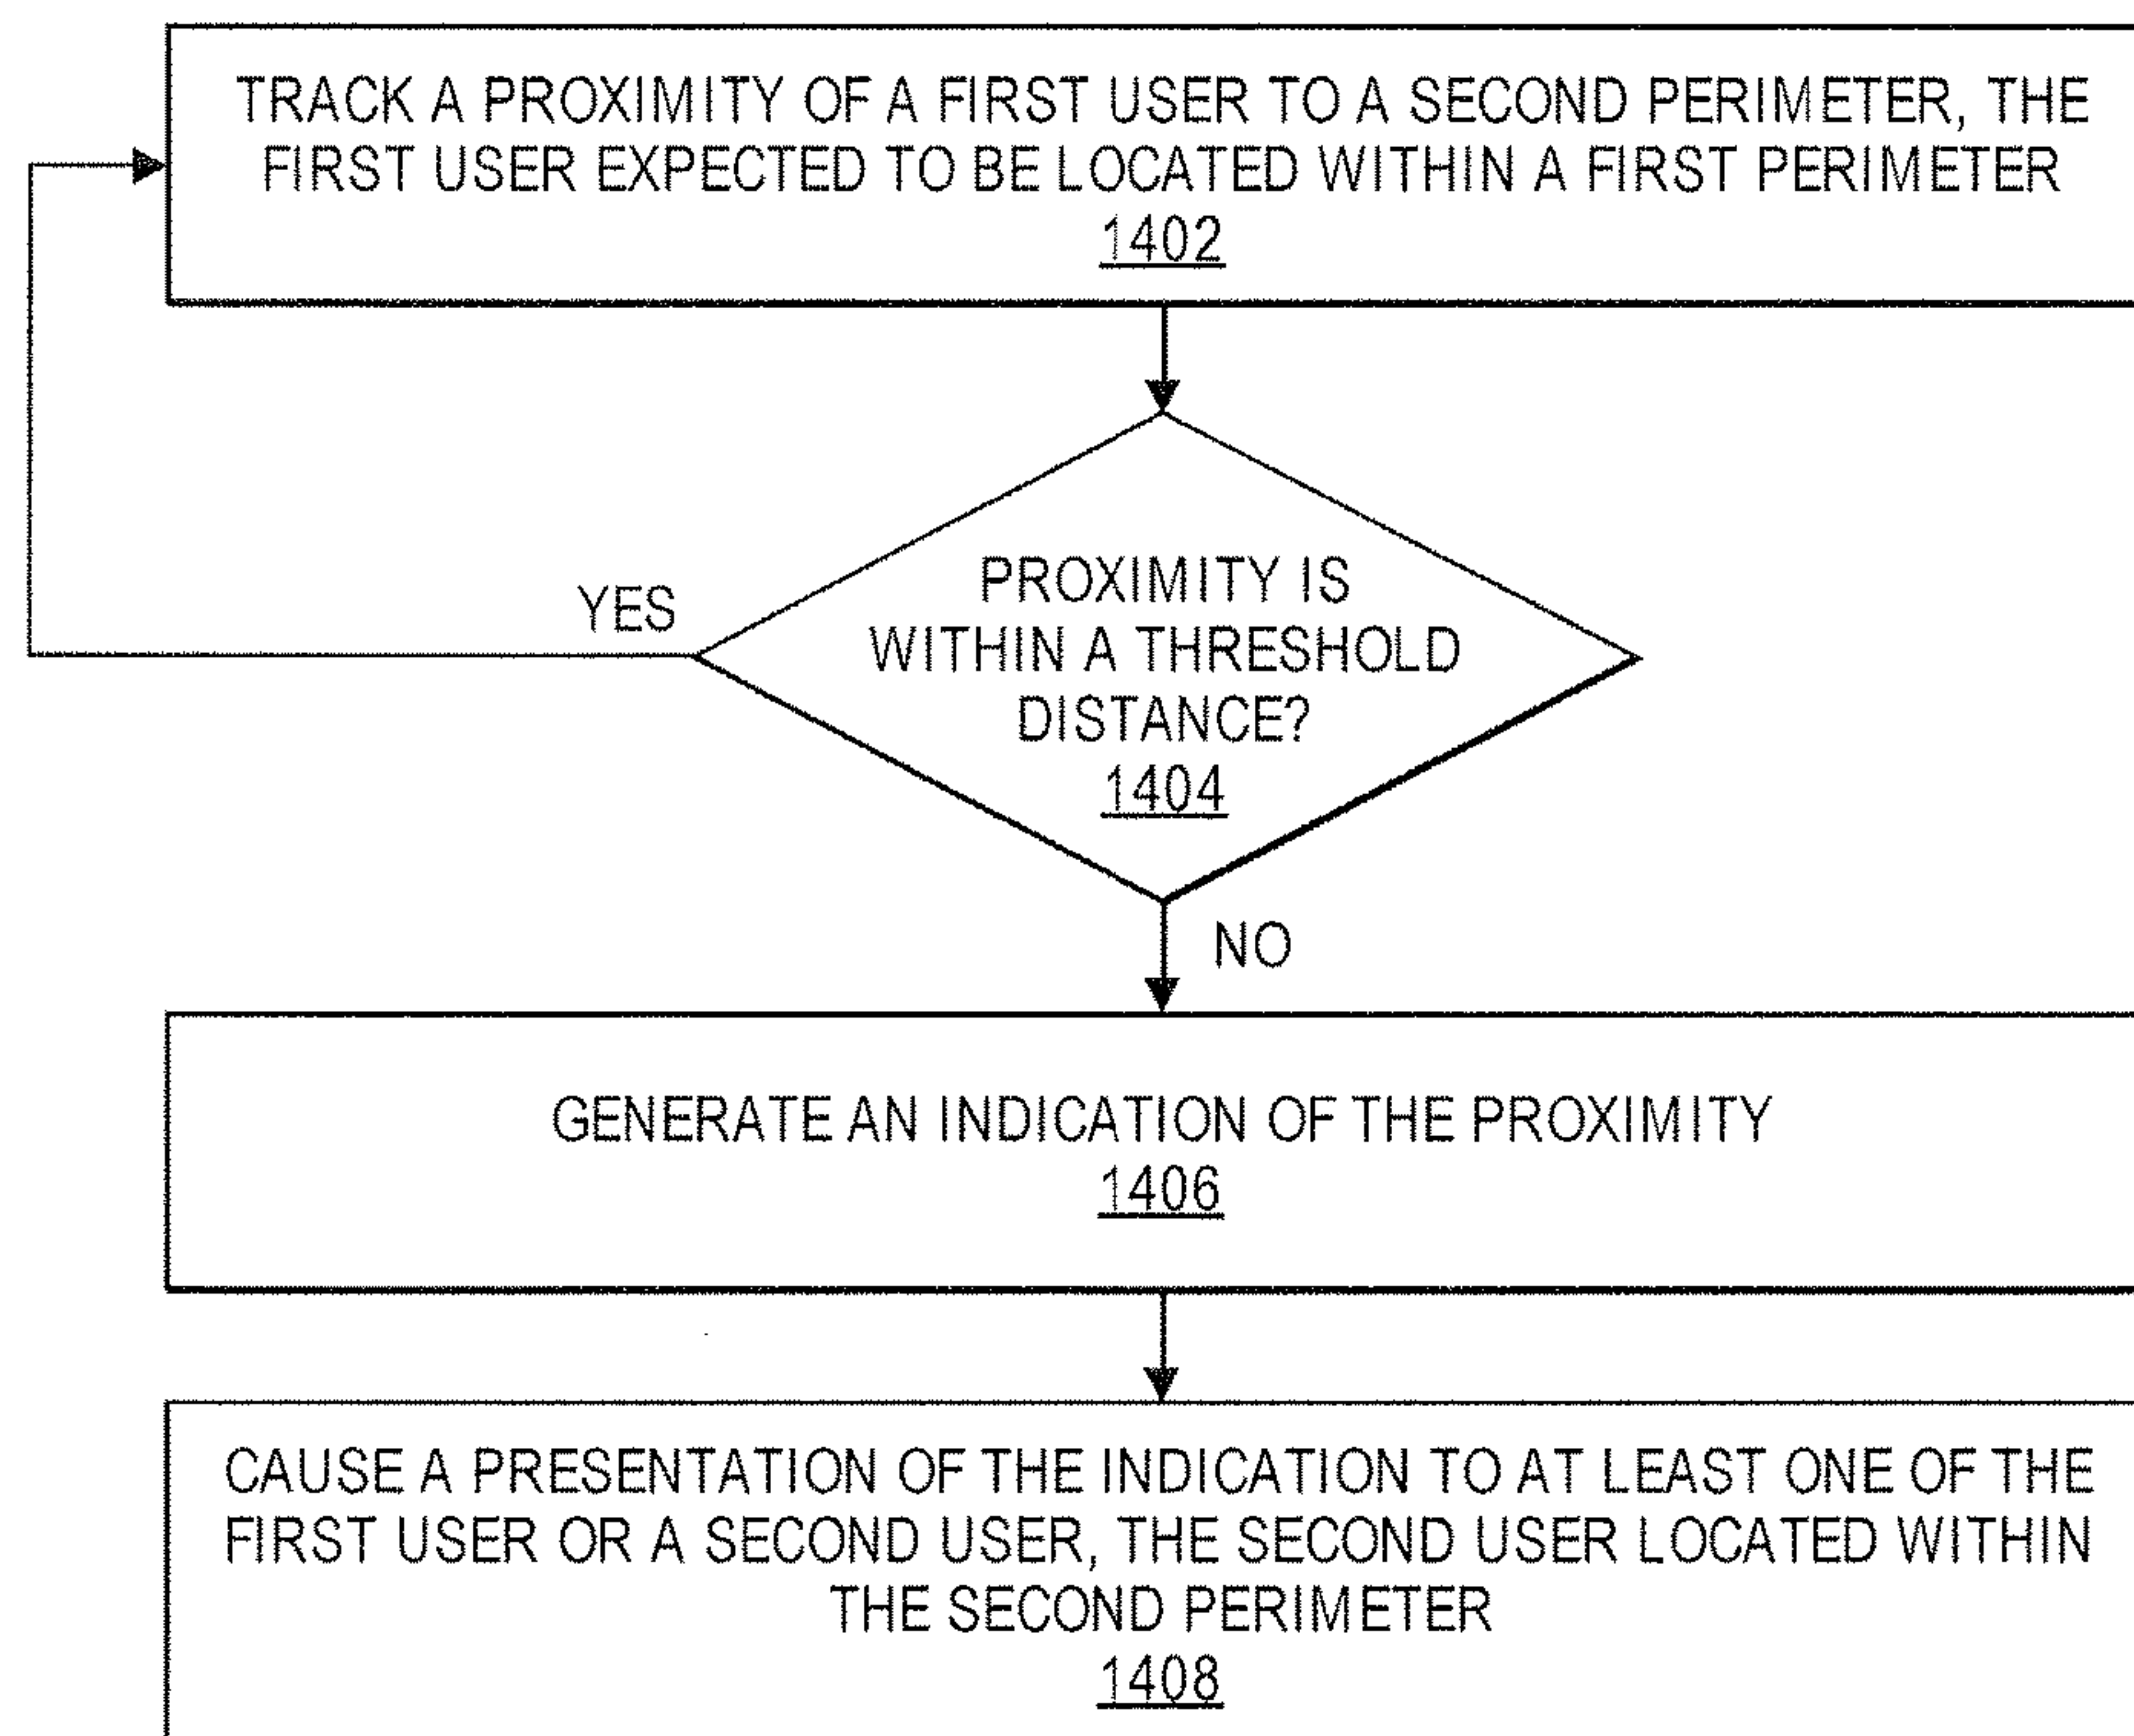 TRACK A PROXIMITY OF A FIRST USER TO A SECOND PERIMETER, THE
FIRST USER EXPECTED TO BE LOCATED WITHIN A FIRST PERIMETER
1402
YES
PROXIMITY IS
WITHIN A THRESHOLD
DISTANCE?
1404
NO
GENERATE AN INDICATION OF THE PROXIMITY
1406
CAUSE A PRESENTATION OF THE INDICATION TO AT LEAST ONE OF THE
FIRST USER OR A SECOND USER, THE SECOND USER LOCATED WITHIN
THE SECOND PERIMETER
1408